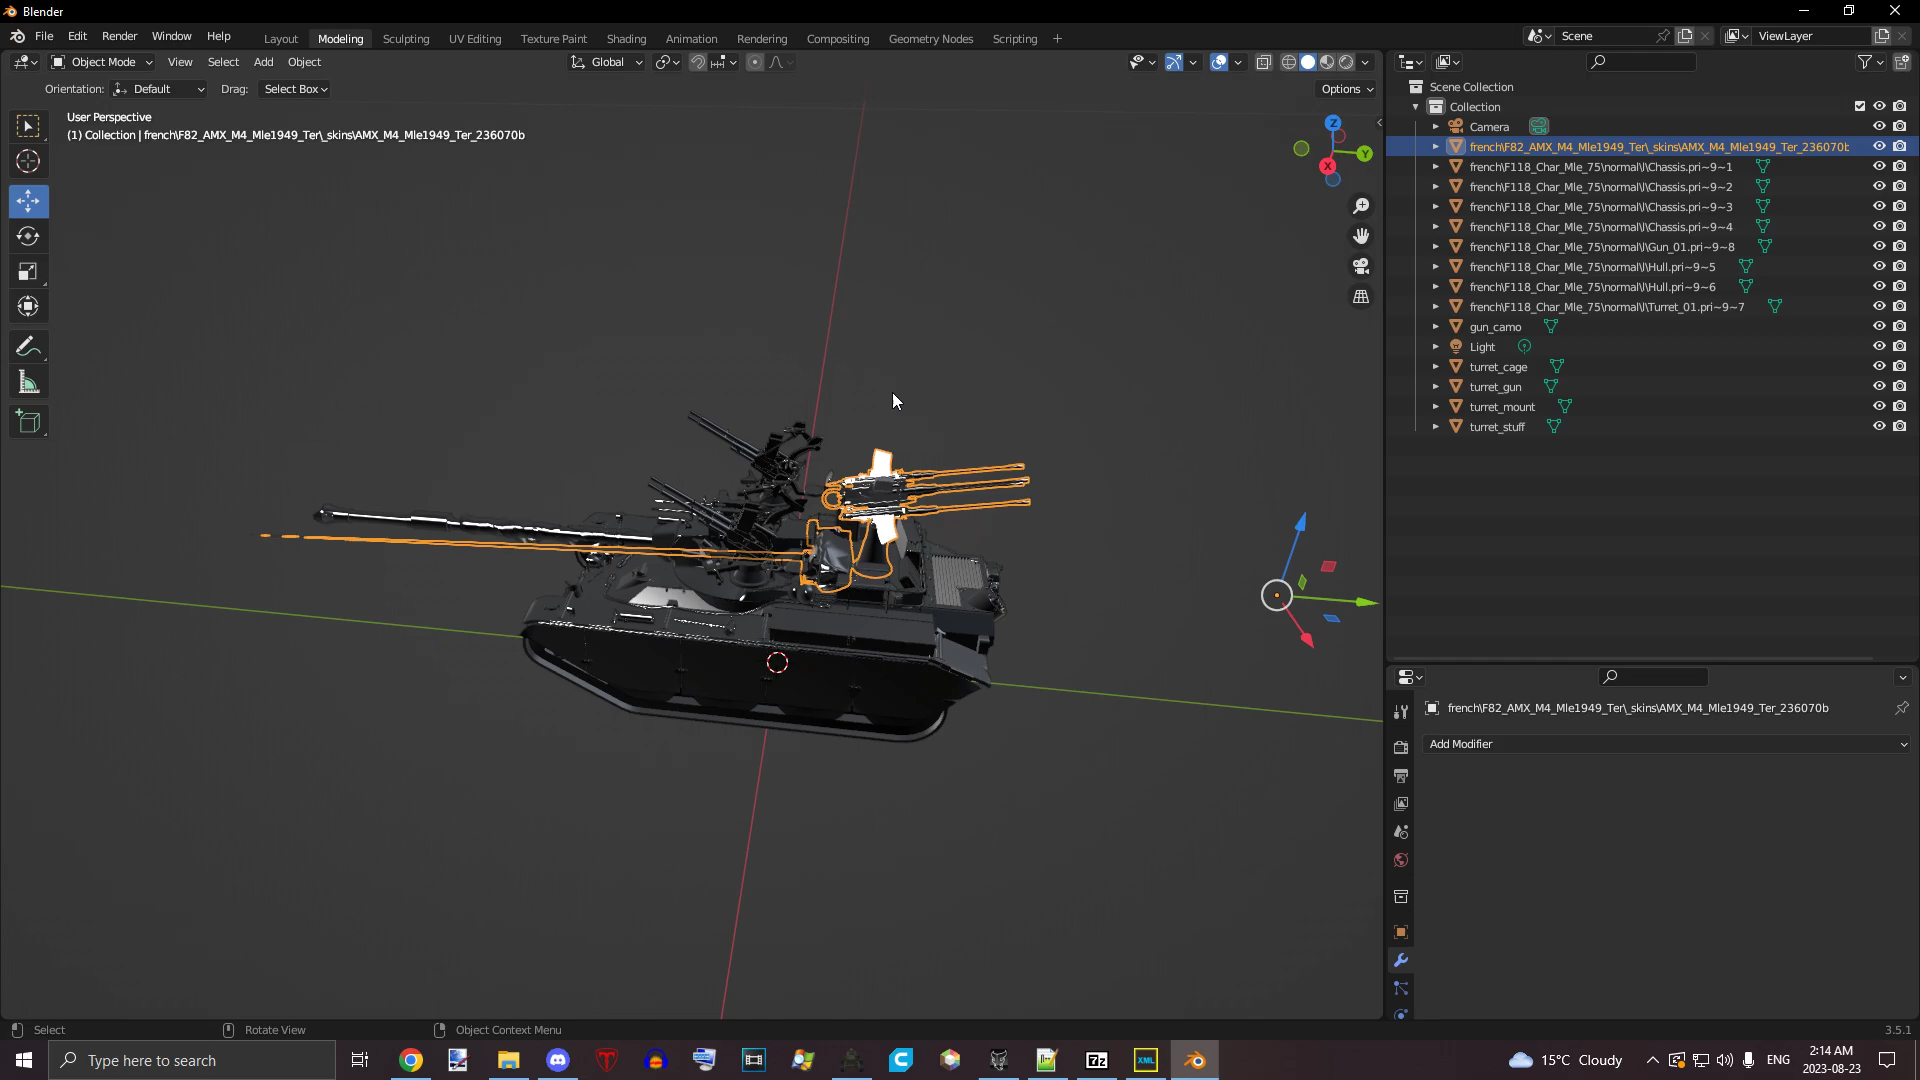 Blender
File Edit Render Window Help Layout Modeling Sculpting UV Editing Texture Paint Shading Animation Rendering Compositing Geometry Nodes Scripting + Scene ViewLayer
Object Mode View Select Add Object Global
Orientation: Default Drag: Select Box Options
User Perspective
(1) Collection | french\F82_AMX_M4_Mle1949_Ter\_skins\AMX_M4_Mle1949_Ter_236070b
Z
Y
X
Scene Collection
Collection
Camera
french\F82_AMX_M4_Mle1949_Ter\_skins\AMX_M4_Mle1949_Ter_236070b
french\F118_Char_Mle_75\normal\l\Chassis.pri~9~1
french\F118_Char_Mle_75\normal\l\Chassis.pri~9~2
french\F118_Char_Mle_75\normal\l\Chassis.pri~9~3
french\F118_Char_Mle_75\normal\l\Chassis.pri~9~4
french\F118_Char_Mle_75\normal\l\Gun_01.pri~9~8
french\F118_Char_Mle_75\normal\l\Hull.pri~9~5
french\F118_Char_Mle_75\normal\l\Hull.pri~9~6
french\F118_Char_Mle_75\normal\l\Turret_01.pri~9~7
gun_camo
Light
turret_cage
turret_gun
turret_mount
turret_stuff
french\F82_AMX_M4_Mle1949_Ter\_skins\AMX_M4_Mle1949_Ter_236070b
Add Modifier
Select Rotate View Object Context Menu 3.5.1
Type here to search
7z
XML
15°C Cloudy
ENG
2:14 AM
2023-08-23